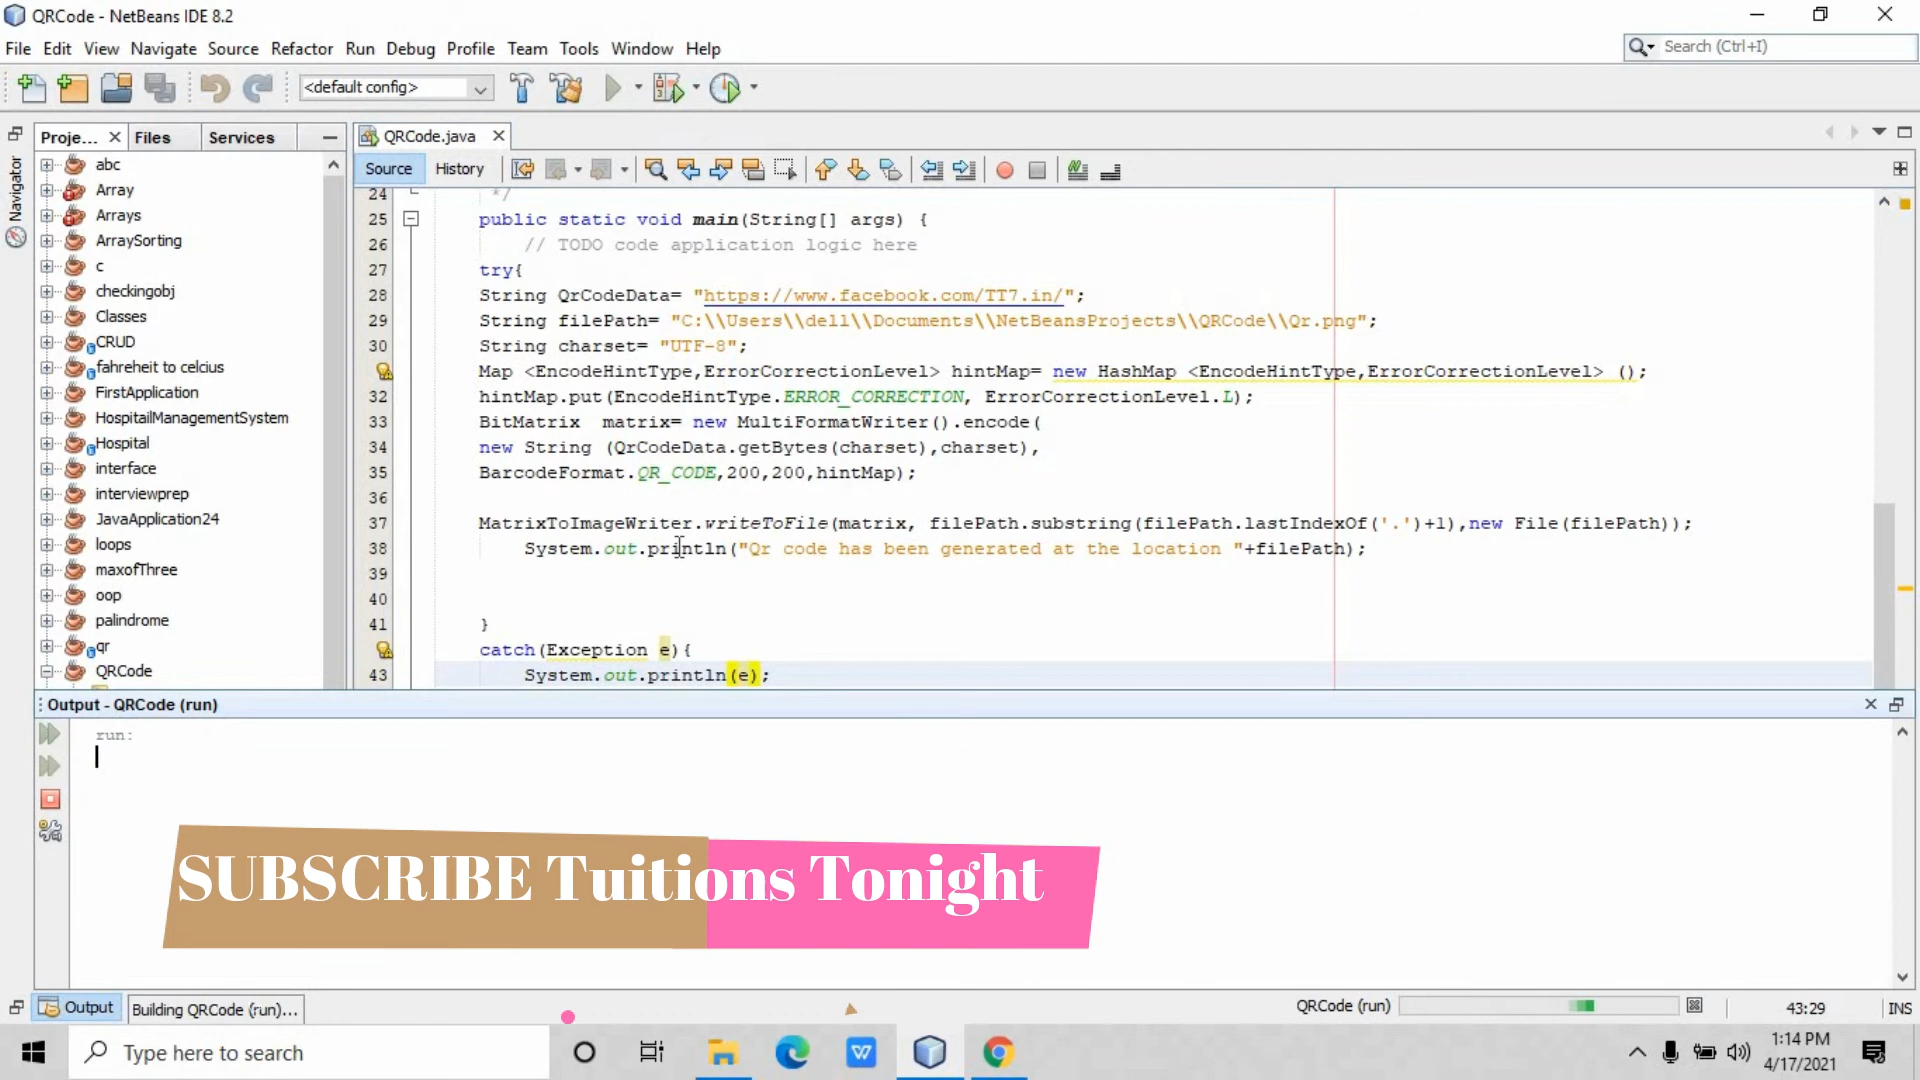 QRCode - NetBeans IDE 8.2
File Edit View Navigate Source Refactor Run Debug Profile Team Tools Window Help
Search (Ctrl+I)
<default config>
Proje... Files Services
QRCode.java
Navigator
Source History
abc
Array
Arrays
ArraySorting
c
checkingobj
Classes
CRUD
fahreheit to celcius
FirstApplication
HospitailManagementSystem
Hospital
interface
interviewprep
JavaApplication24
loops
maxofThree
oop
palindrome
qr
QRCode
24 */
25 public static void main(String[] args) {
26 // TODO code application logic here
27 try{
28 String QrCodeData= "https://www.facebook.com/TT7.in/";
29 String filePath= "C:\\Users\\dell\\Documents\\NetBeansProjects\\QRCode\\Qr.png";
30 String charset= "UTF-8";
Map <EncodeHintType,ErrorCorrectionLevel> hintMap= new HashMap <EncodeHintType,ErrorCorrectionLevel> ();
32 hintMap.put(EncodeHintType.ERROR_CORRECTION, ErrorCorrectionLevel.L);
33 BitMatrix matrix= new MultiFormatWriter().encode(
34 new String (QrCodeData.getBytes(charset),charset),
35 BarcodeFormat.QR_CODE,200,200,hintMap);
36
37 MatrixToImageWriter.writeToFile(matrix, filePath.substring(filePath.lastIndexOf('.')+1),new File(filePath));
38 System.out.println("Qr code has been generated at the location "+filePath);
39
40
41 }
catch(Exception e){
43 System.out.println(e);
Output - QRCode (run)
run:
SUBSCRIBE Tuitions Tonight
Output Building QRCode (run)...
QRCode (run)
43:29 INS
Type here to search
1:14 PM
4/17/2021